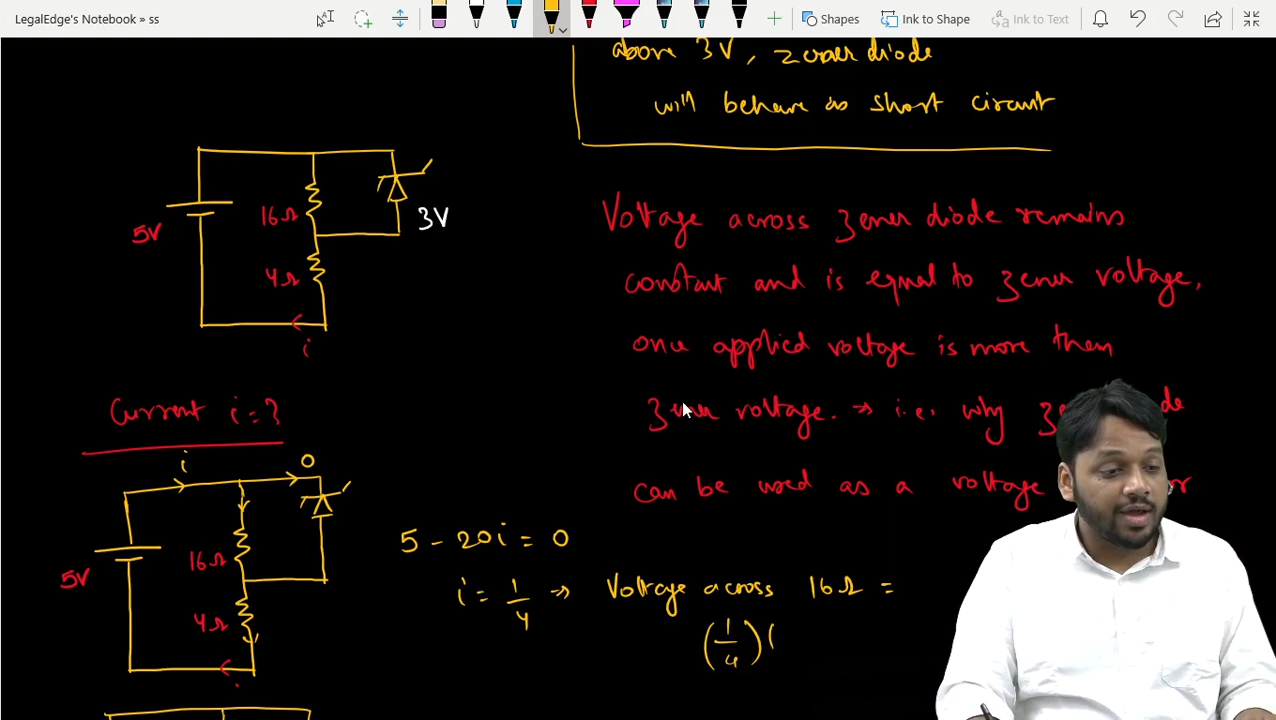 LegalEdge's Notebook » ss
Shapes
Ink to Shape
Ink to Text
above 3V, zener diode
will behave as short circuit
16Ω
3V
5V
4Ω
i
Voltage across zener diode remains
constant and is equal to zener voltage,
once applied voltage is more them
zener voltage. → i.e. why
can be used as a voltage
Current i = ?
i
0
16Ω
5V
4Ω
5 - 20i = 0
i = 1/4 → Voltage across 16Ω =
(1/4)(